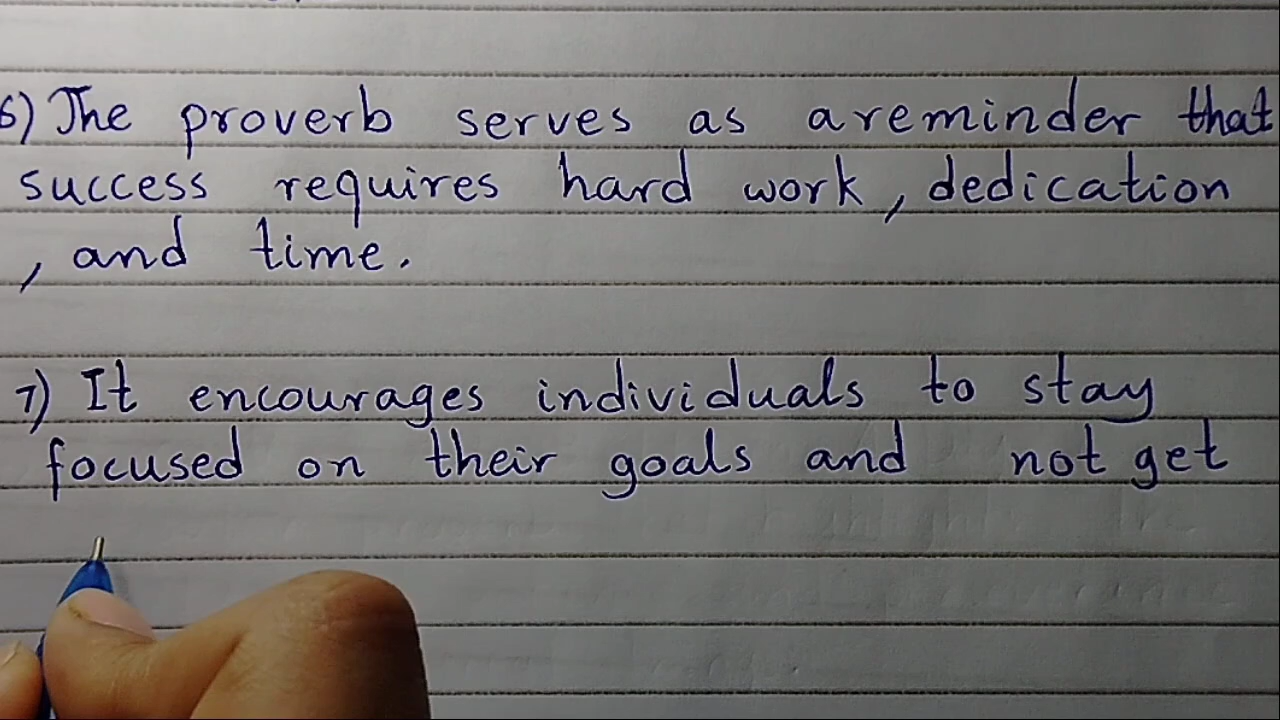 6) The proverb serves as areminder that
success requires hard work, dedication
, and time.
7) It encourages individuals to stay
focused on their goals and not get